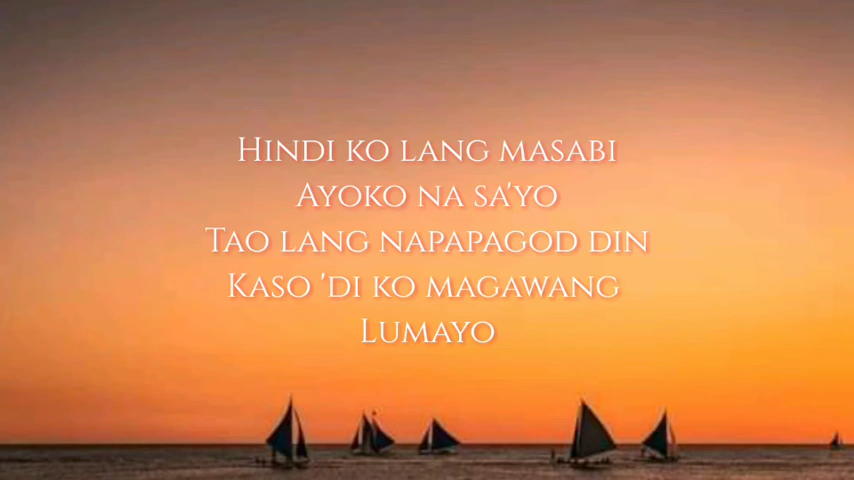 Hindi ko lang masabi
Ayoko na sa'yo
Tao lang napapagod din
Kaso 'di ko magawang
Lumayo